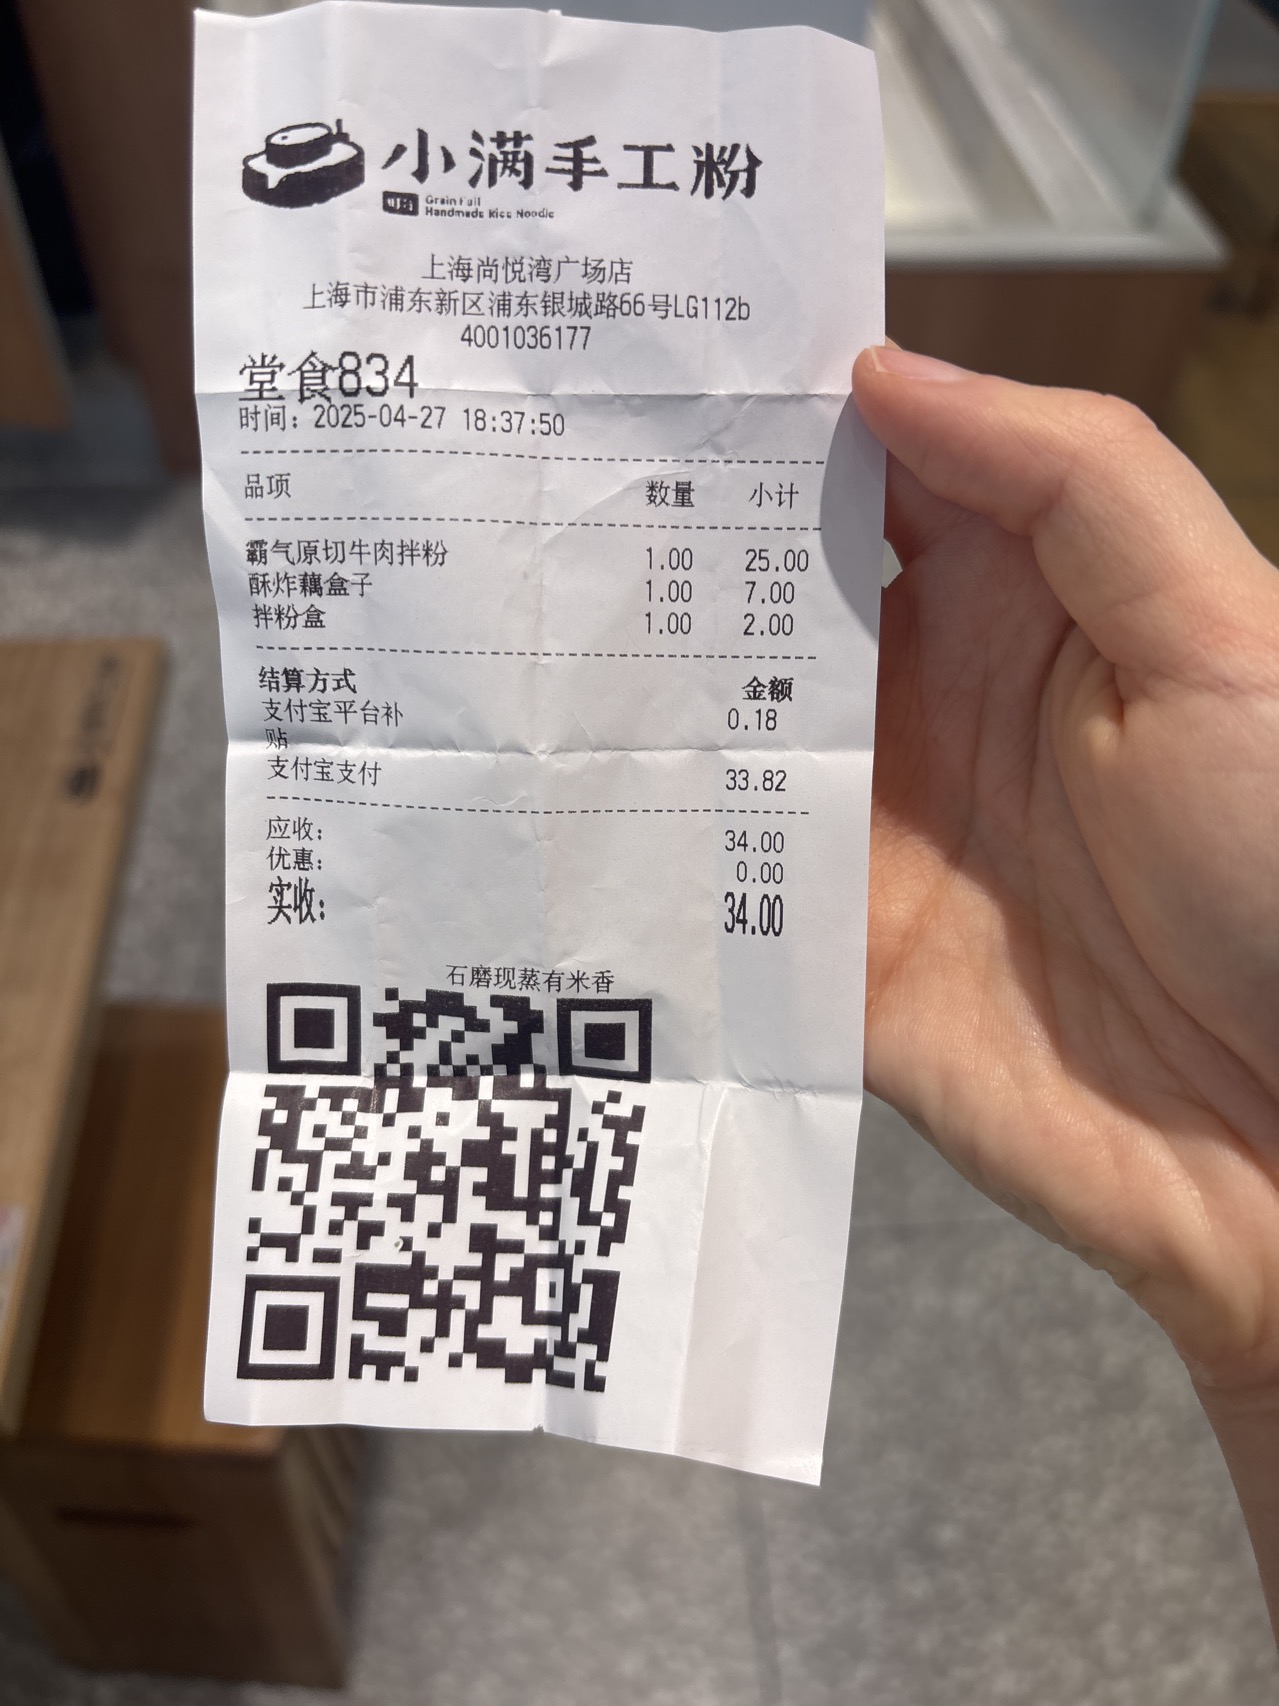 小满手工粉
Grain Full
Handmade Rice Noodle
上海尚悦湾广场店
上海市浦东新区浦东银城路66号LG112b
4001036177
堂食834
时间：2025-04-27 18:37:50
品项 数量 小计
霸气原切牛肉拌粉 1.00 25.00
酥炸藕盒子 1.00 7.00
拌粉盒 1.00 2.00
结算方式 金额
支付宝平台补 0.18
贴
支付宝支付 33.82
应收: 34.00
优惠: 0.00
实收: 34.00
石磨现蒸有米香